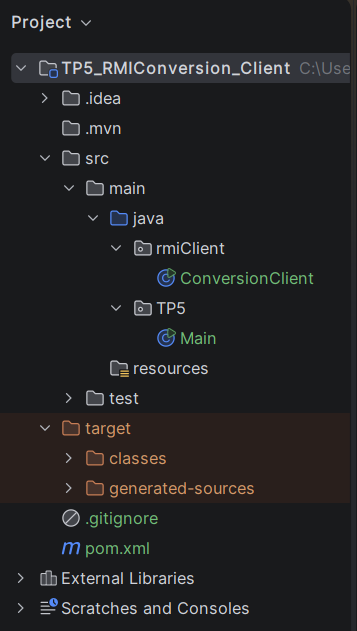 Project
TP5_RMIConversion_Client C:\Use
.idea
.mvn
src
main
java
rmiClient
ConversionClient
TP5
Main
resources
test
target
classes
generated-sources
.gitignore
m pom.xml
External Libraries
Scratches and Consoles